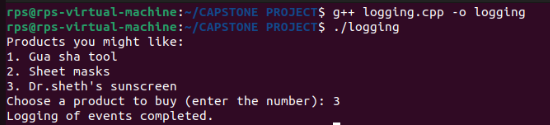 rps@rps-virtual-machine:~/CAPSTONE PROJECT$ g++ logging.cpp -o logging
rps@rps-virtual-machine:~/CAPSTONE PROJECT$ ./logging
Products you might like:
1. Gua sha tool
2. Sheet masks
3. Dr.sheth's sunscreen
Choose a product to buy (enter the number): 3
Logging of events completed.